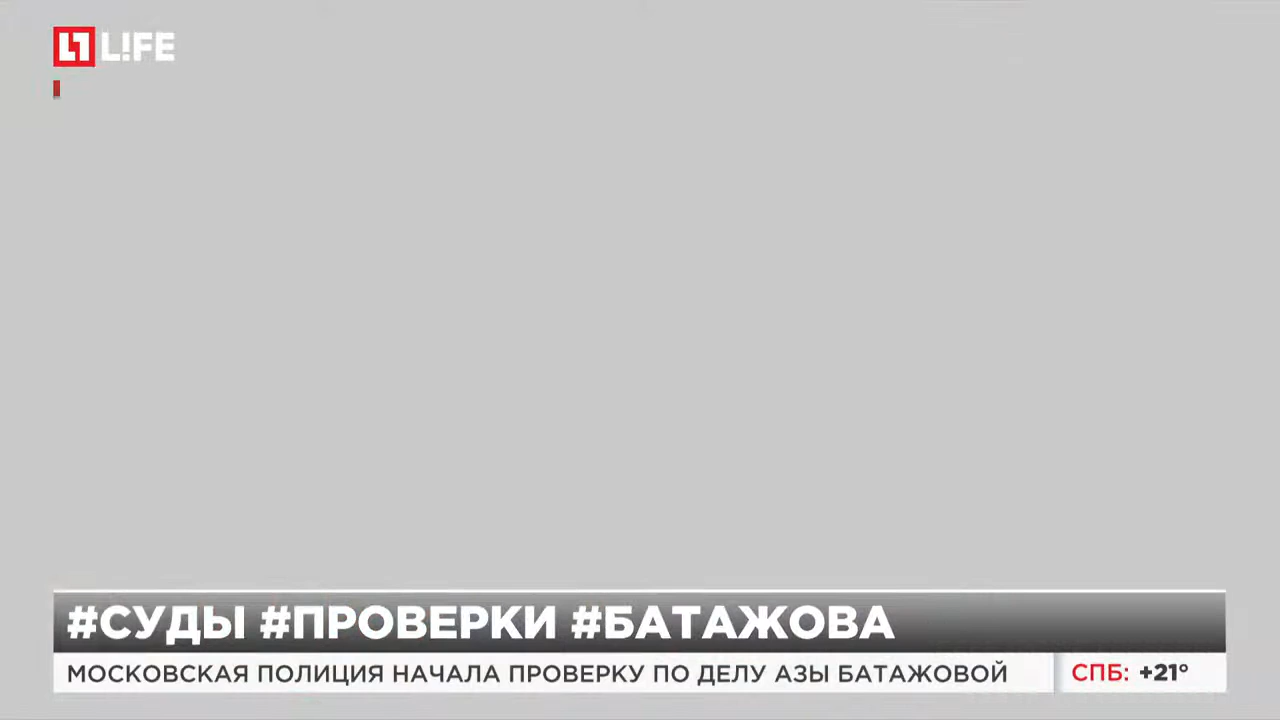 L!FE
#СУДЫ #ПРОВЕРКИ #БАТАЖОВА
МОСКОВСКАЯ ПОЛИЦИЯ НАЧАЛА ПРОВЕРКУ ПО ДЕЛУ АЗЫ БАТАЖОВОЙ
СПБ: +21°